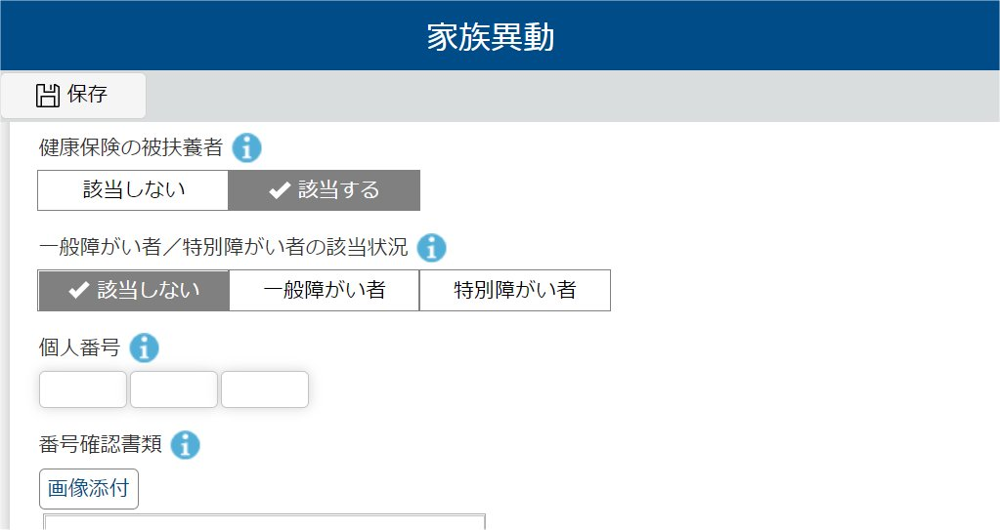 家族異動
保存
健康保険の被扶養者
該当しない 該当する
一般障がい者／特別障がい者の該当状況
該当しない 一般障がい者 特別障がい者
個人番号
番号確認書類
画像添付